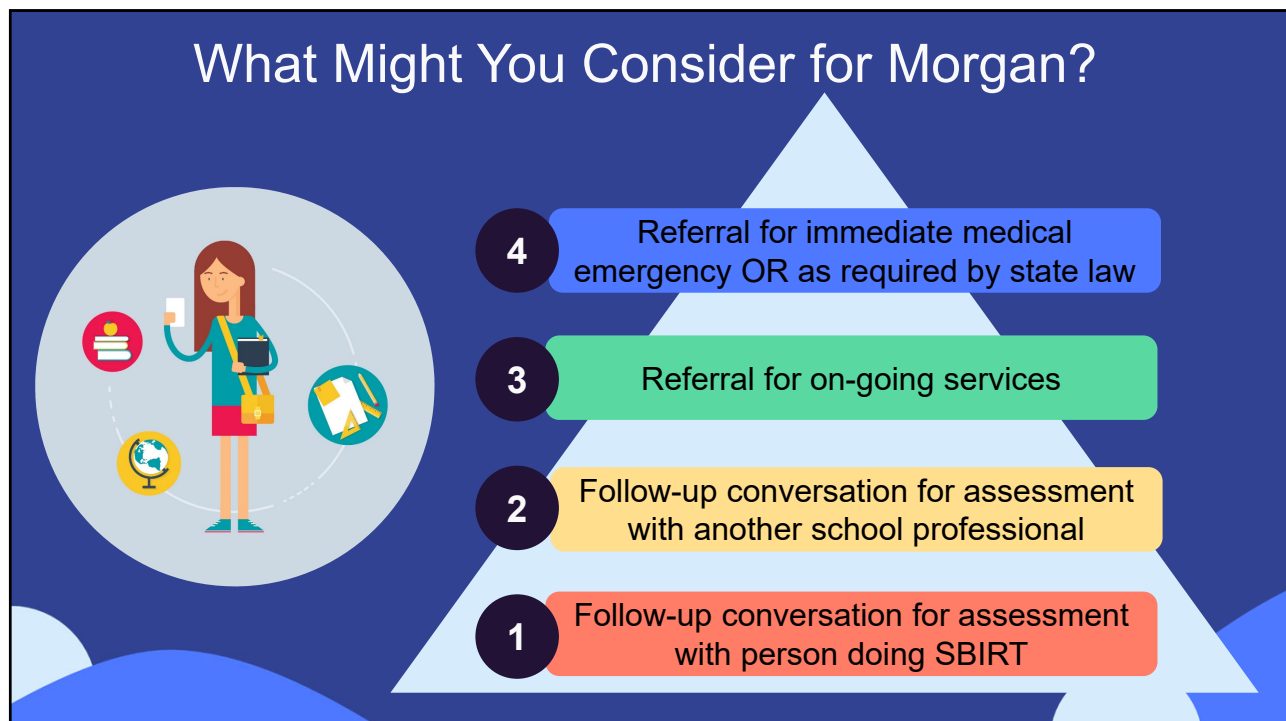 What Might You Consider for Morgan?
4
Referral for immediate medical
emergency OR as required by state law
3
Referral for on-going services
2
Follow-up conversation for assessment
with another school professional
1
Follow-up conversation for assessment
with person doing SBIRT